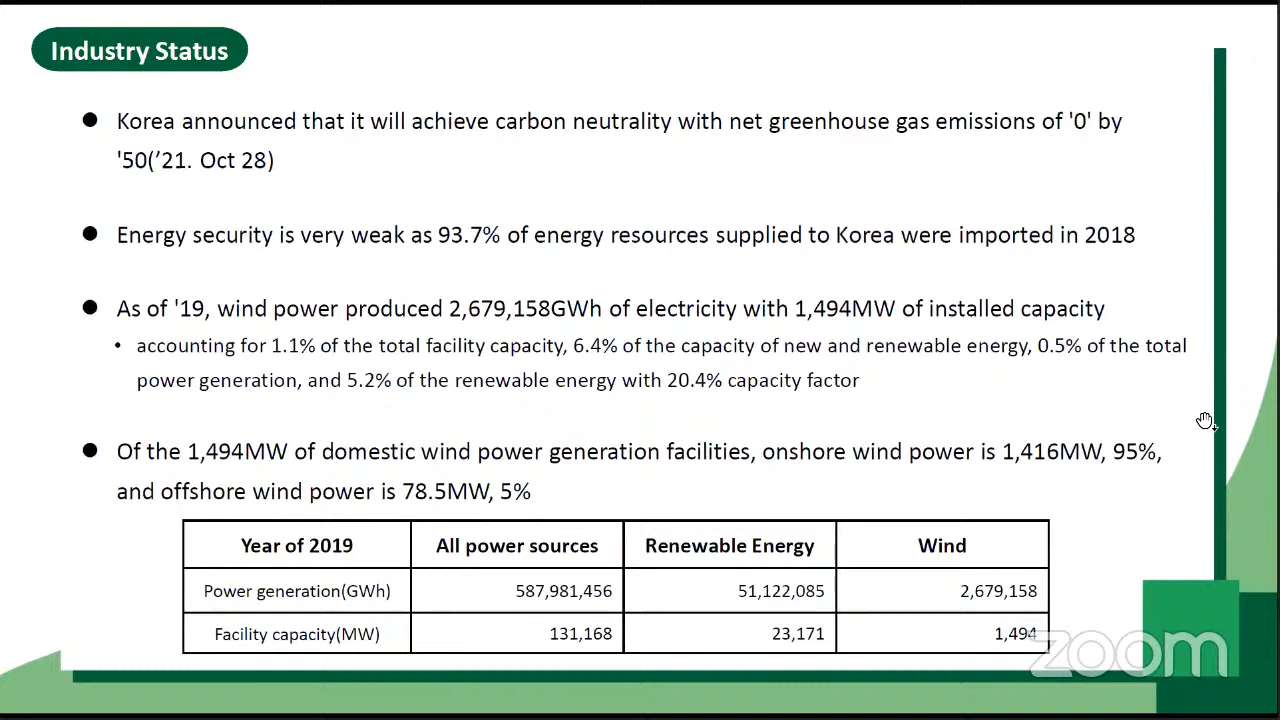 Industry Status
● Korea announced that it will achieve carbon neutrality with net greenhouse gas emissions of '0' by
'50(’21. Oct 28)
● Energy security is very weak as 93.7% of energy resources supplied to Korea were imported in 2018
● As of '19, wind power produced 2,679,158GWh of electricity with 1,494MW of installed capacity
• accounting for 1.1% of the total facility capacity, 6.4% of the capacity of new and renewable energy, 0.5% of the total
power generation, and 5.2% of the renewable energy with 20.4% capacity factor
● Of the 1,494MW of domestic wind power generation facilities, onshore wind power is 1,416MW, 95%,
and offshore wind power is 78.5MW, 5%
Year of 2019 All power sources Renewable Energy Wind
Power generation(GWh) 587,981,456 51,122,085 2,679,158
Facility capacity(MW) 131,168 23,171 1,494
zoom